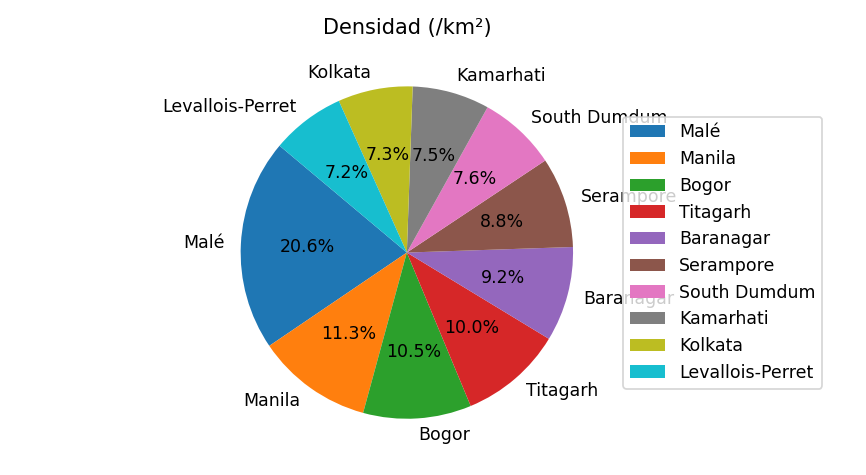 Densidad (/km²)
Kolkata
Kamarhati
Levallois-Perret
South Dumdum
Serampore
Malé
Baranagar
Manila
Titagarh
Bogor
7.3%
7.5%
7.2%
7.6%
8.8%
20.6%
9.2%
11.3%
10.0%
10.5%
Malé
Manila
Bogor
Titagarh
Baranagar
Serampore
South Dumdum
Kamarhati
Kolkata
Levallois-Perret